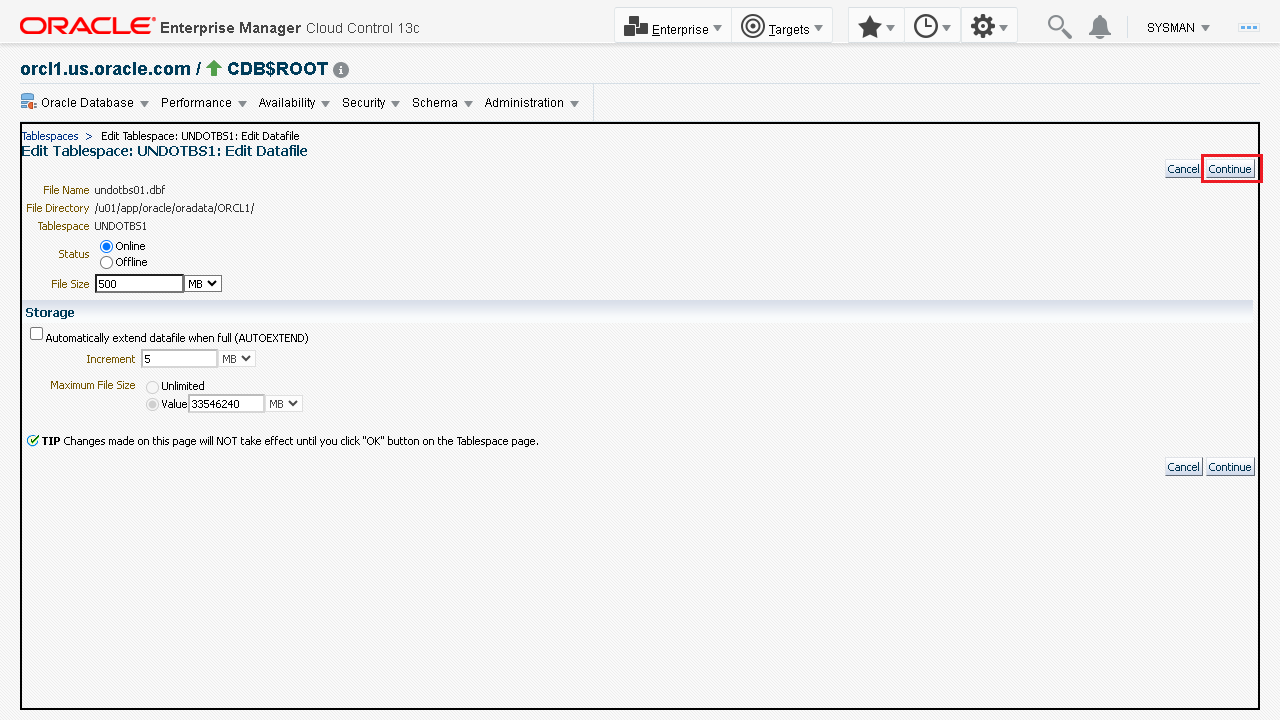 ORACLE® Enterprise Manager Cloud Control 13c Enterprise Targets SYSMAN
orcl1.us.oracle.com / CDB$ROOT
Oracle Database Performance Availability Security Schema Administration
Tablespaces > Edit Tablespace: UNDOTBS1: Edit Datafile
Edit Tablespace: UNDOTBS1: Edit Datafile
Cancel Continue
File Name undotbs01.dbf
File Directory /u01/app/oracle/oradata/ORCL1/
Tablespace UNDOTBS1
Status Online
Offline
File Size 500 MB
Storage
Automatically extend datafile when full (AUTOEXTEND)
Increment 5 MB
Maximum File Size Unlimited
Value 33546240 MB
TIP Changes made on this page will NOT take effect until you click "OK" button on the Tablespace page.
Cancel Continue